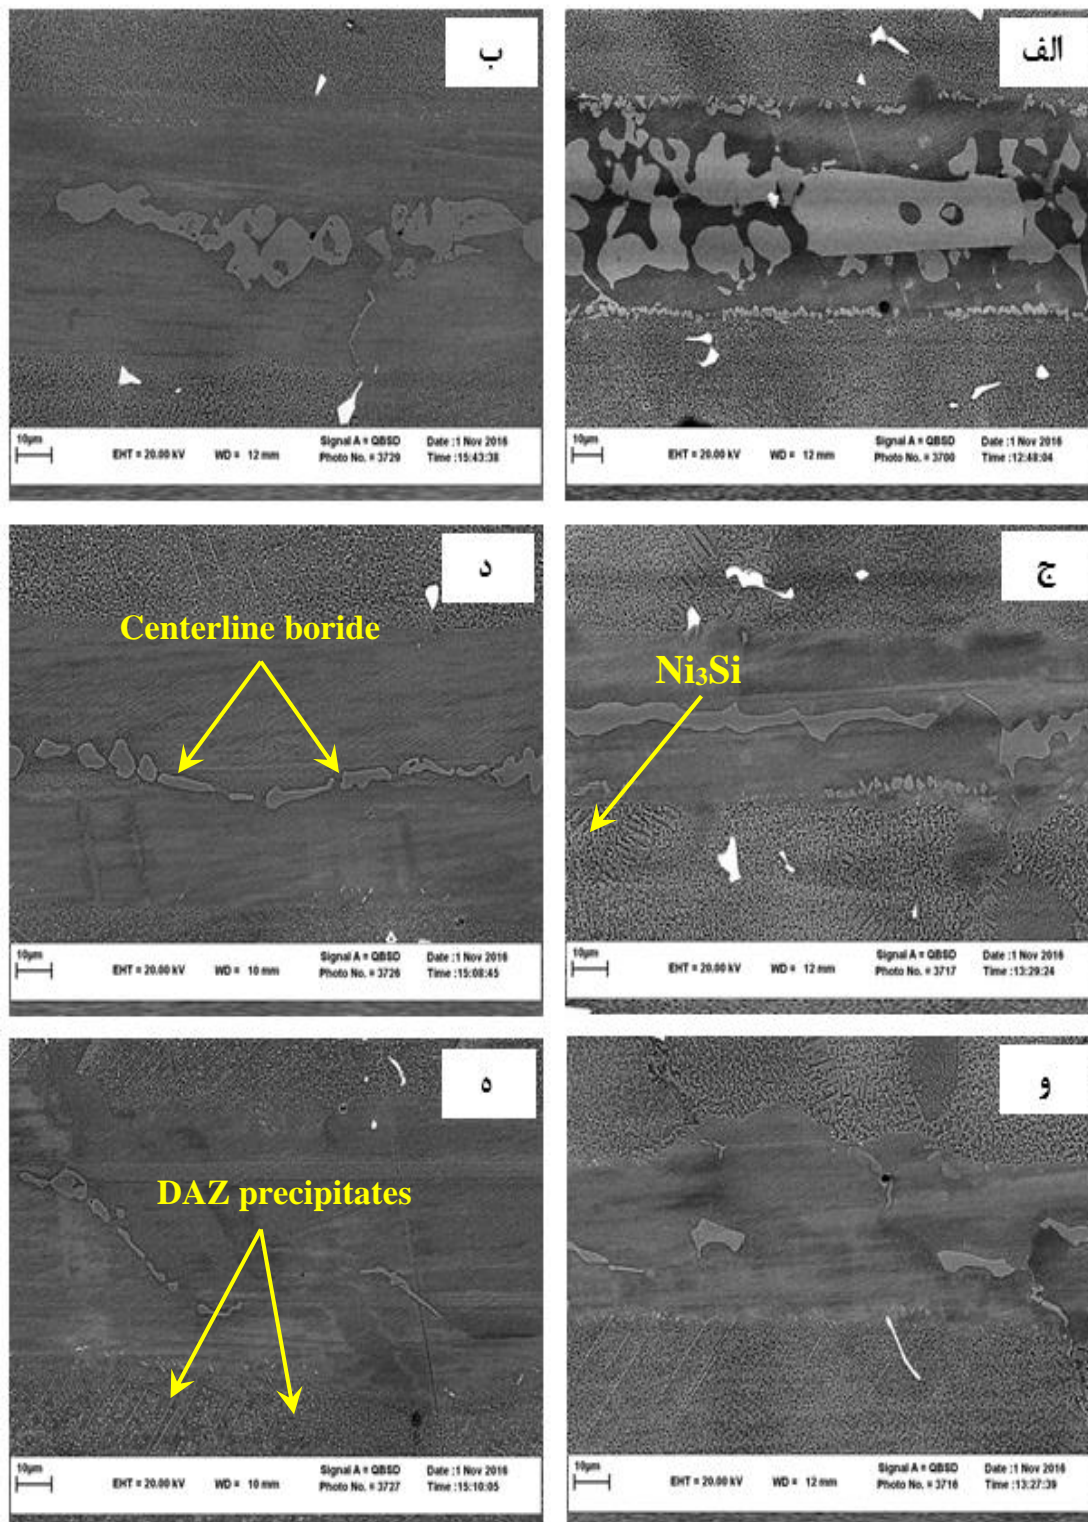 الف
10µm
EHT = 20.00 kV WD = 12 mm Signal A = QBSD Date :1 Nov 2016
Photo No. = 3700 Time :12:48:04
ب
10µm
EHT = 20.00 kV WD = 12 mm Signal A = QBSD Date :1 Nov 2016
Photo No. = 3729 Time :15:43:38
ج
Ni₃Si
10µm
EHT = 20.00 kV WD = 12 mm Signal A = QBSD Date :1 Nov 2016
Photo No. = 3717 Time :13:29:24
د
Centerline boride
10µm
EHT = 20.00 kV WD = 10 mm Signal A = QBSD Date :1 Nov 2016
Photo No. = 3726 Time :15:08:45
و
10µm
EHT = 20.00 kV WD = 12 mm Signal A = QBSD Date :1 Nov 2016
Photo No. = 3716 Time :13:27:39
ه
DAZ precipitates
10µm
EHT = 20.00 kV WD = 10 mm Signal A = QBSD Date :1 Nov 2016
Photo No. = 3727 Time :15:10:05